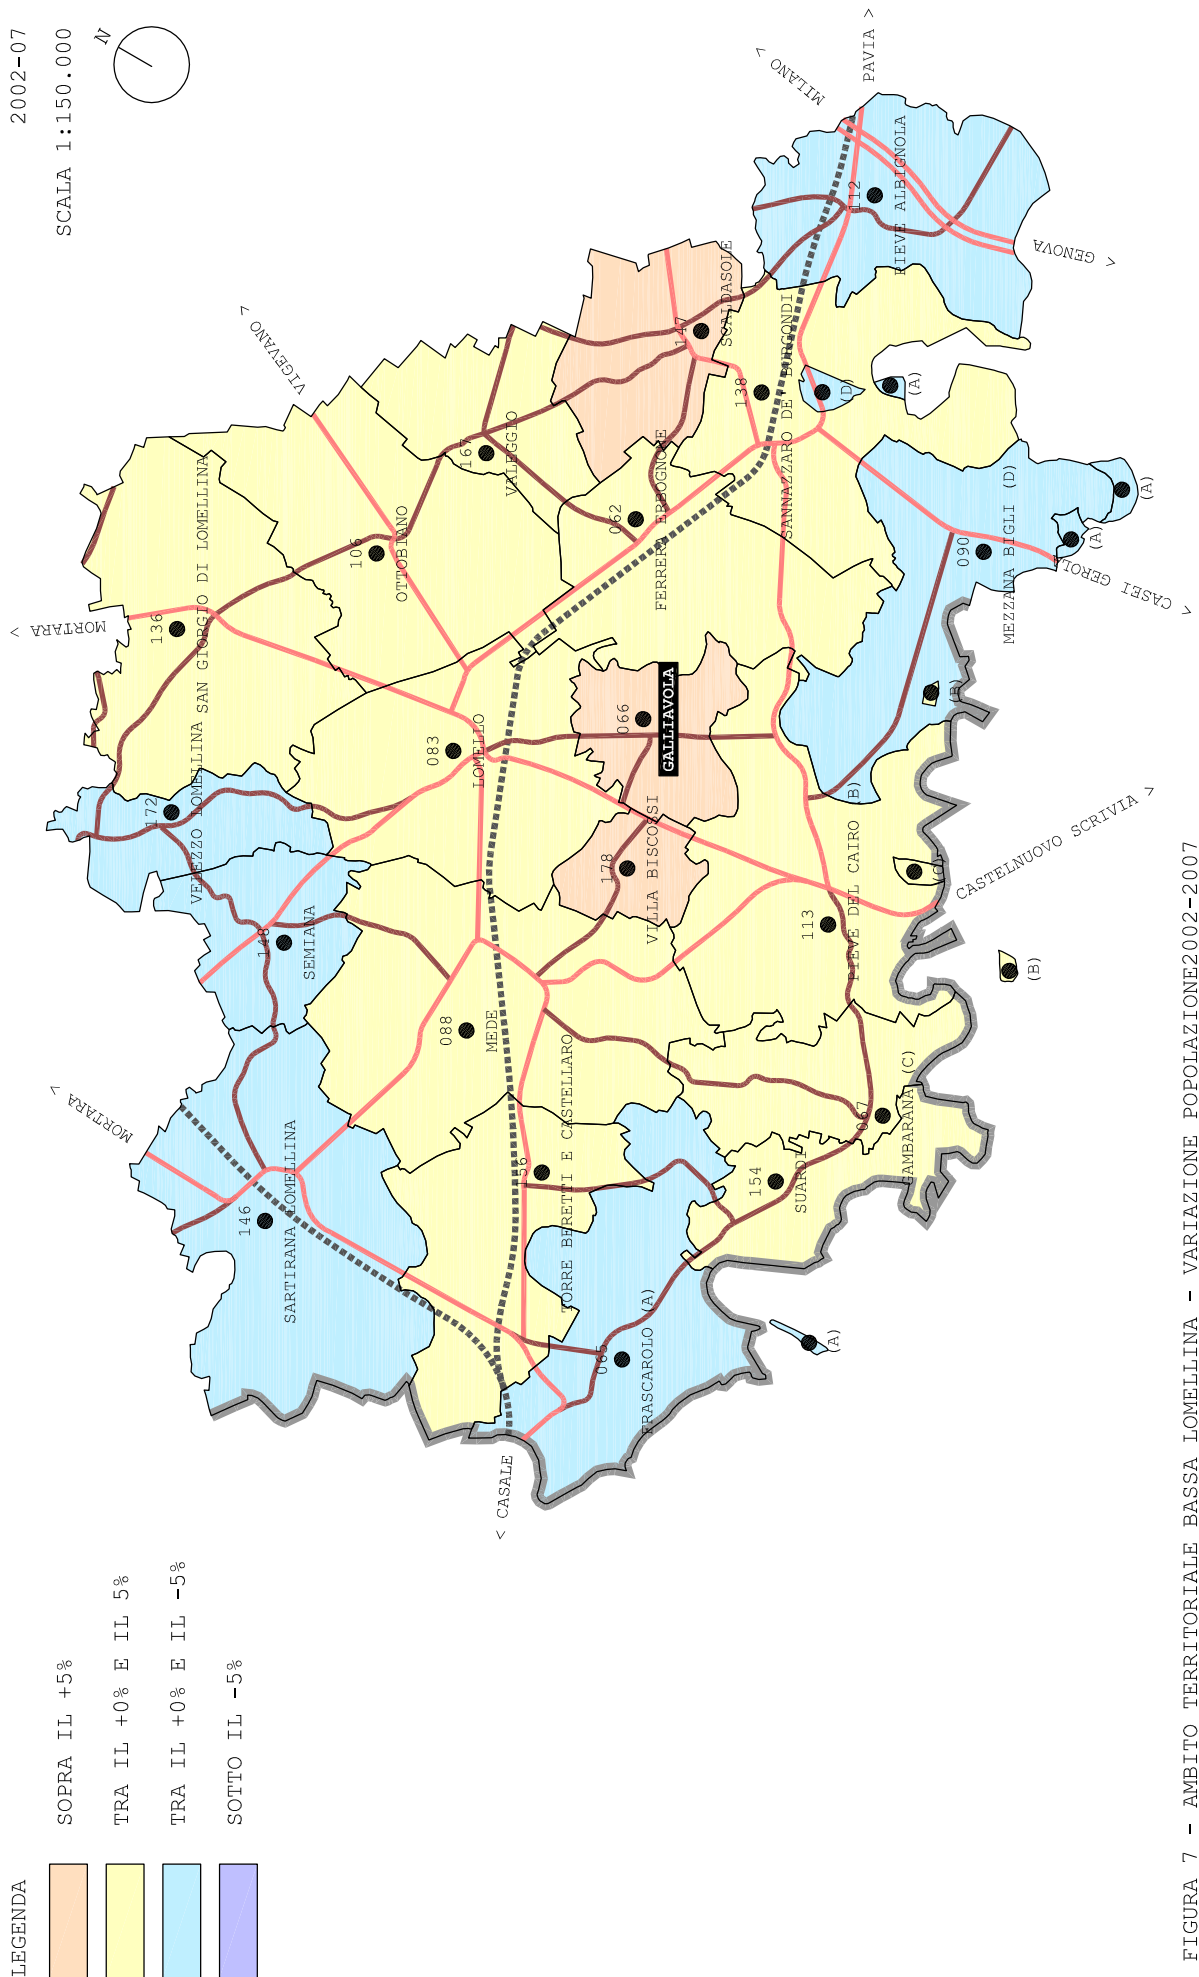 2002-07
SCALA 1:150.000
N
MILANO >
PAVIA >
< GENOVA
VIGEVANO >
MORTARA >
MORTARA >
< CASALE
< CASEI GEROLA
CASTELNUOVO SCRIVIA >
112
PIEVE ALBIGNOLA
147
SCALDASOLE
138
SANNAZZARO DE' BURGONDI
(D)
(A)
167
VALEGGIO
062
FERRERA ERBOGNONE
106
OTTOBIANO
136
SAN GIORGIO DI LOMELLINA
090
MEZZANA BIGLI (D)
(A)
(A)
(B)
(B)
066
GALLIAVOLA
083
LOMELLO
172
VELEZZO LOMELLINA
178
VILLA BISCOSSI
148
SEMIANA
113
PIEVE DEL CAIRO
(C)
(B)
088
MEDE
067
GAMBARANA (C)
154
SUARDI
156
TORRE BERETTI E CASTELLARO
146
SARTIRANA LOMELLINA
065
FRASCAROLO (A)
(A)
LEGENDA
SOPRA IL +5%
TRA IL +0% E IL 5%
TRA IL +0% E IL -5%
SOTTO IL -5%
FIGURA 7 - AMBITO TERRITORIALE BASSA LOMELLINA - VARIAZIONE POPOLAZIONE2002-2007